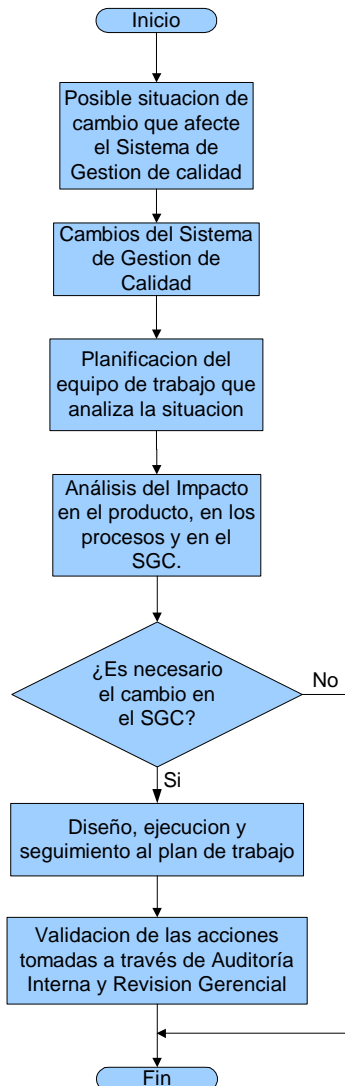 Inicio
Posible situacion de
cambio que afecte
el Sistema de
Gestion de calidad
Cambios del Sistema
de Gestion de
Calidad
Planificacion del
equipo de trabajo que
analiza la situacion
Análisis del Impacto
en el producto, en los
procesos y en el
SGC.
¿Es necesario
el cambio en
el SGC?
No
Si
Diseño, ejecucion y
seguimiento al plan de trabajo
Validacion de las acciones
tomadas a través de Auditoría
Interna y Revision Gerencial
Fin